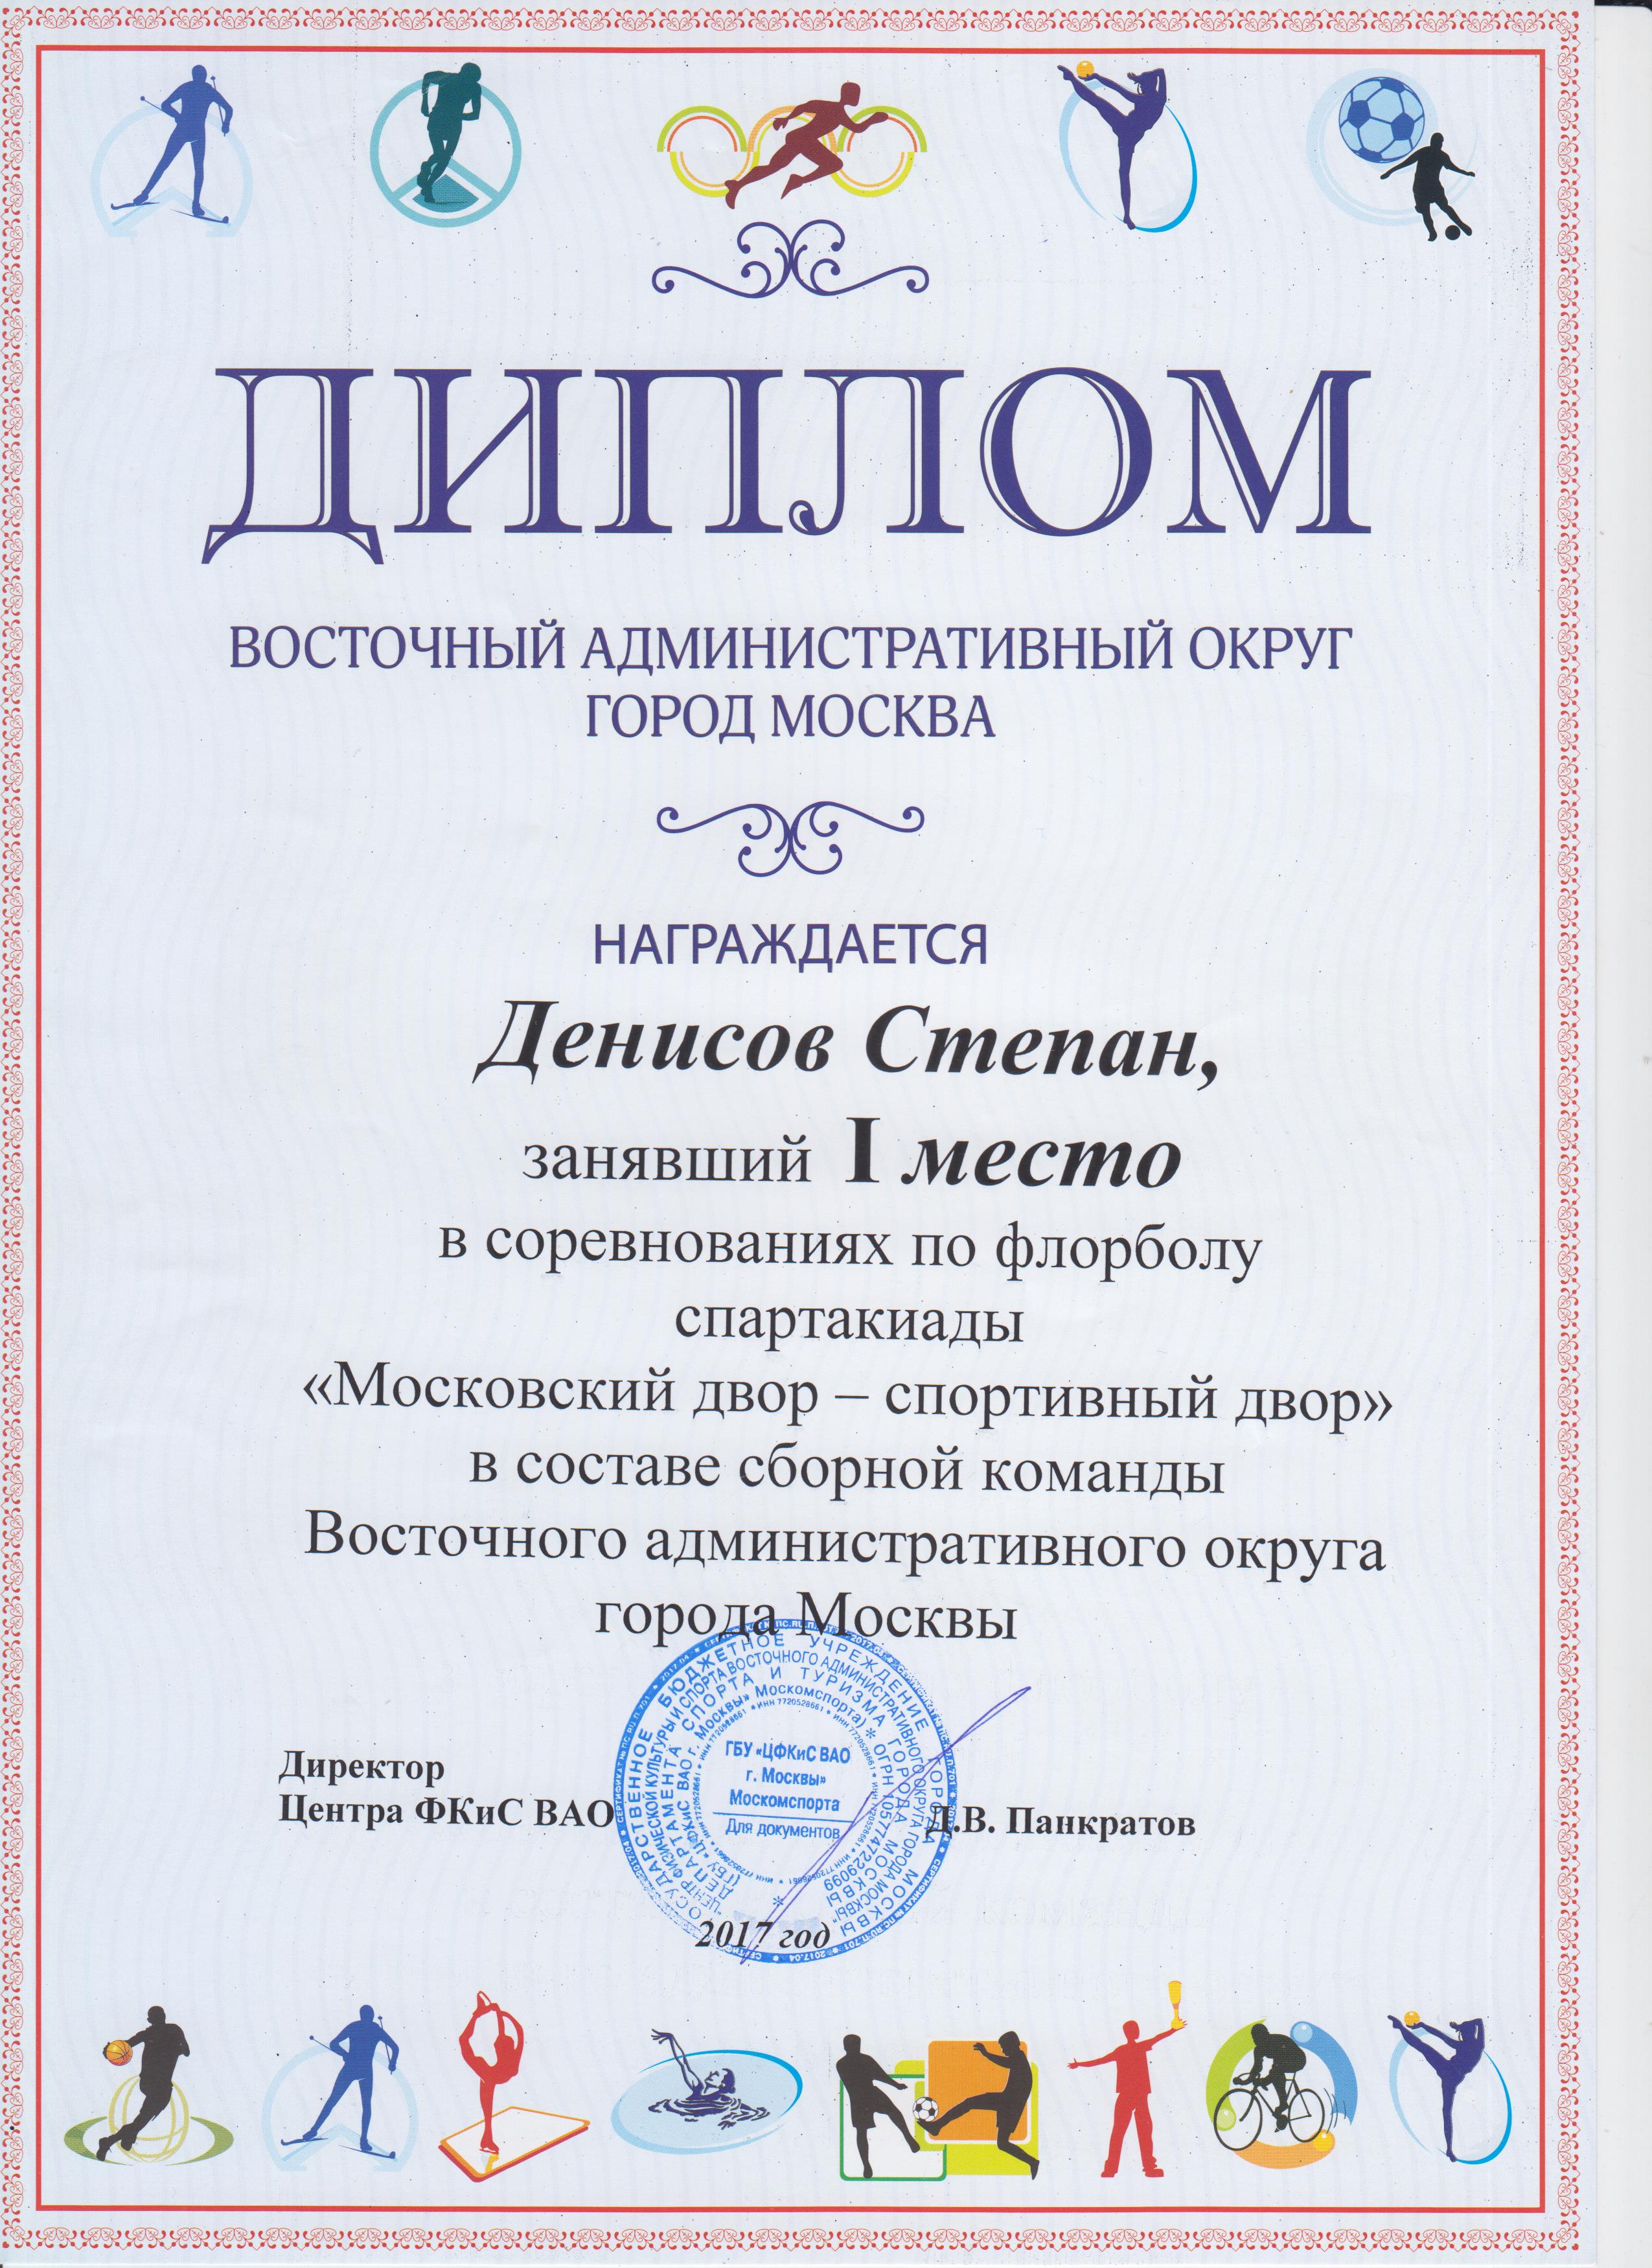 ДИПЛОМ
ВОСТОЧНЫЙ АДМИНИСТРАТИВНЫЙ ОКРУГ
ГОРОД МОСКВА
НАГРАЖДАЕТСЯ
Денисов Степан,
занявший I место
в соревнованиях по флорболу
спартакиады
«Московский двор – спортивный двор»
в составе сборной команды
Восточного административного округа
города Москвы
Директор
Центра ФКиС ВАО
Д.В. Панкратов
ГБУ «ЦФКиС ВАО
г. Москвы»
Москомспорта
Для документов
ГОСУДАРСТВЕННОЕ БЮДЖЕТНОЕ УЧРЕЖДЕНИЕ ГОРОДА МОСКВЫ
"ЦЕНТР ФИЗИЧЕСКОЙ КУЛЬТУРЫ И СПОРТА ВОСТОЧНОГО АДМИНИСТРАТИВНОГО ОКРУГА ГОРОДА МОСКВЫ"
ДЕПАРТАМЕНТА СПОРТА И ТУРИЗМА ГОРОДА МОСКВЫ
(ГБУ «ЦФКиС ВАО г. Москвы» Москомспорта) * ОГРН 1057747229099
ИНН 7720528661
2017 год